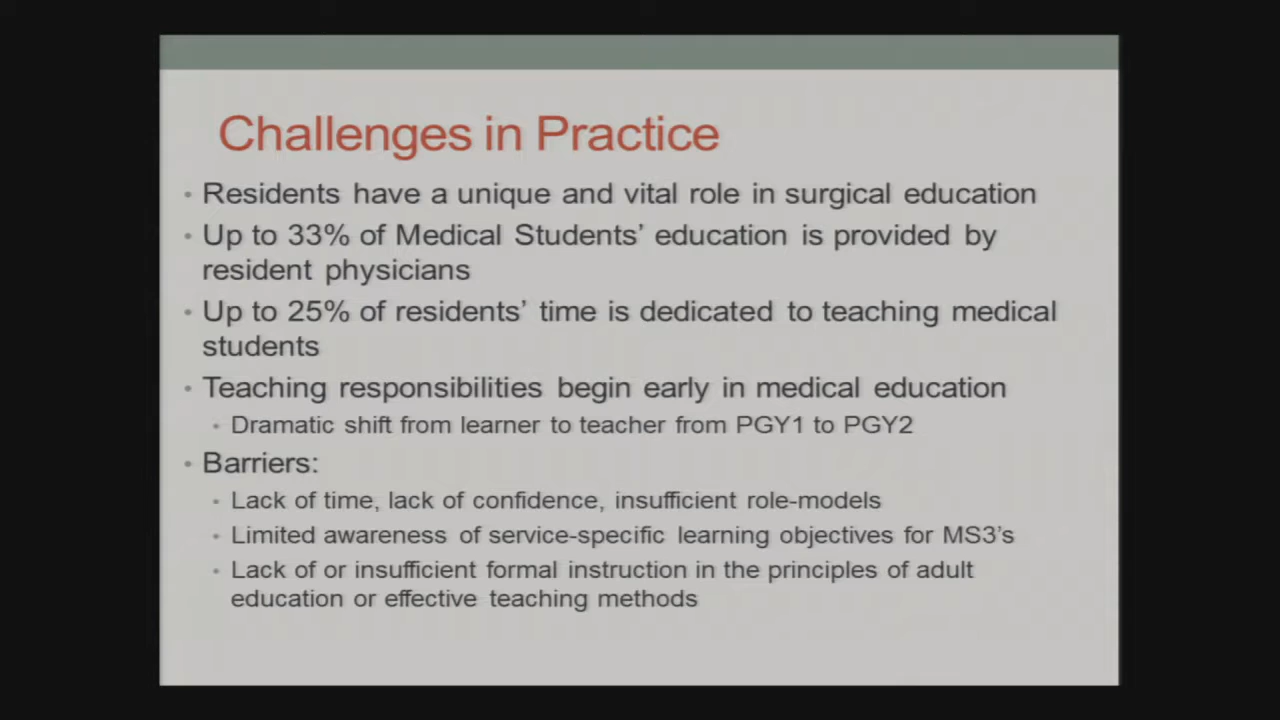 Challenges in Practice
• Residents have a unique and vital role in surgical education
• Up to 33% of Medical Students’ education is provided by
resident physicians
• Up to 25% of residents’ time is dedicated to teaching medical
students
• Teaching responsibilities begin early in medical education
• Dramatic shift from learner to teacher from PGY1 to PGY2
• Barriers:
• Lack of time, lack of confidence, insufficient role-models
• Limited awareness of service-specific learning objectives for MS3’s
• Lack of or insufficient formal instruction in the principles of adult
education or effective teaching methods